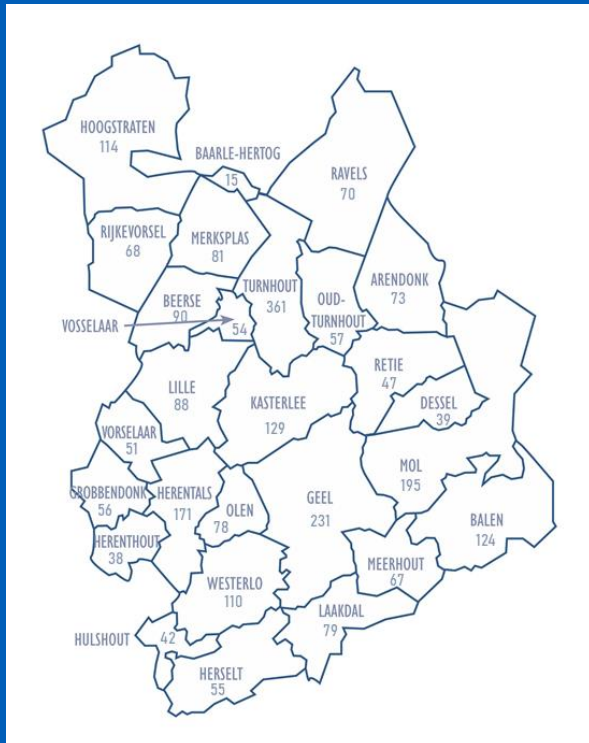 HOOGSTRATEN
114
BAARLE-HERTOG
15
RAVELS
70
RIJKEVORSEL
68
MERKSPLAS
81
TURNHOUT
361
OUD-
TURNHOUT
57
ARENDONK
73
BEERSE
90
VOSSELAAR
54
RETIE
47
LILLE
88
KASTERLEE
129
DESSEL
39
VORSELAAR
51
MOL
195
GROBBENDONK
56
HERENTALS
171
OLEN
78
GEEL
231
BALEN
124
HERENTHOUT
38
MEERHOUT
67
WESTERLO
110
LAAKDAL
79
HULSHOUT
42
HERSELT
55